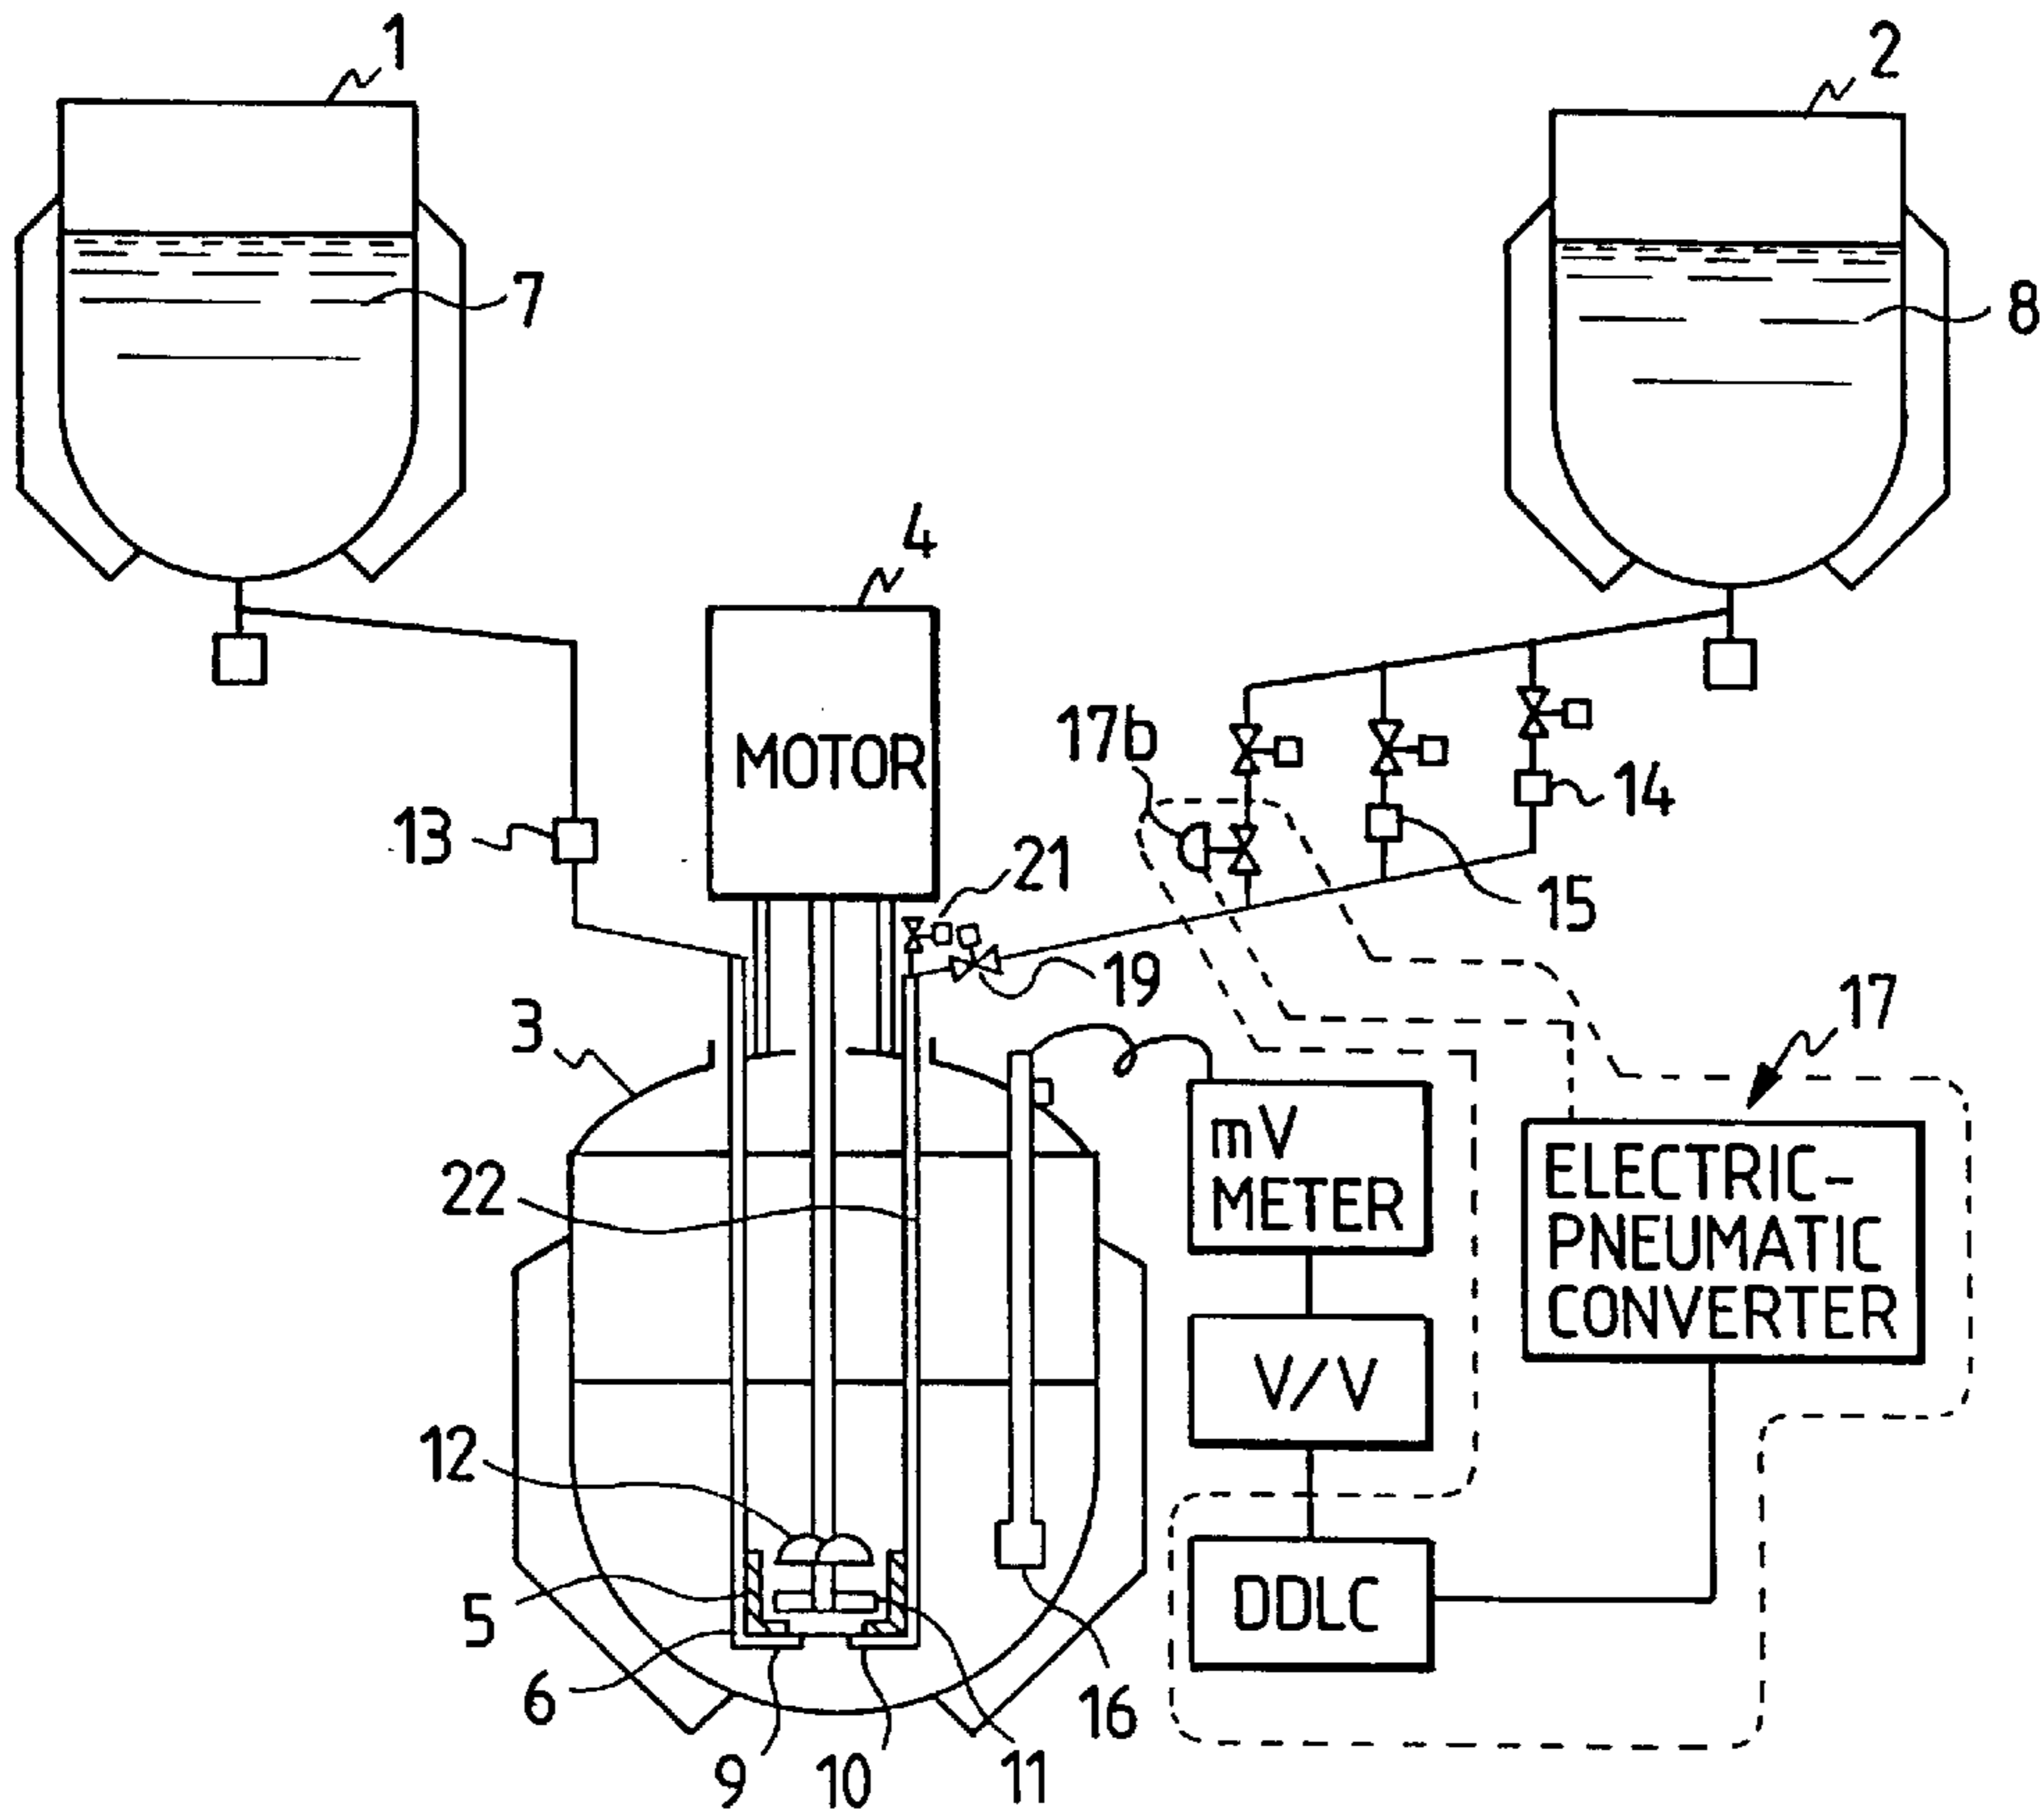 1
2
7
8
4
MOTOR
17b
14
13
21
15
19
17
3
mV
METER
ELECTRIC-
PNEUMATIC
CONVERTER
22
V/V
12
DDLC
5
6
16
9
10
11